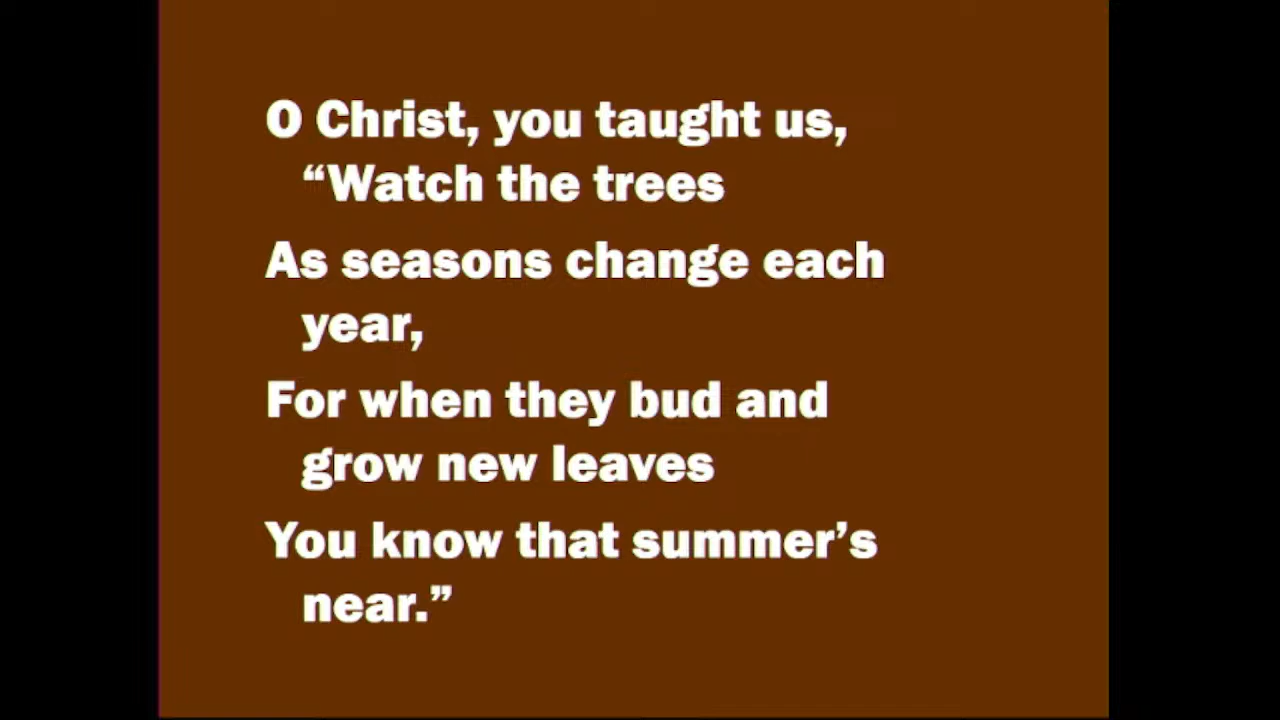 O Christ, you taught us,
“Watch the trees
As seasons change each
year,
For when they bud and
grow new leaves
You know that summer’s
near.”